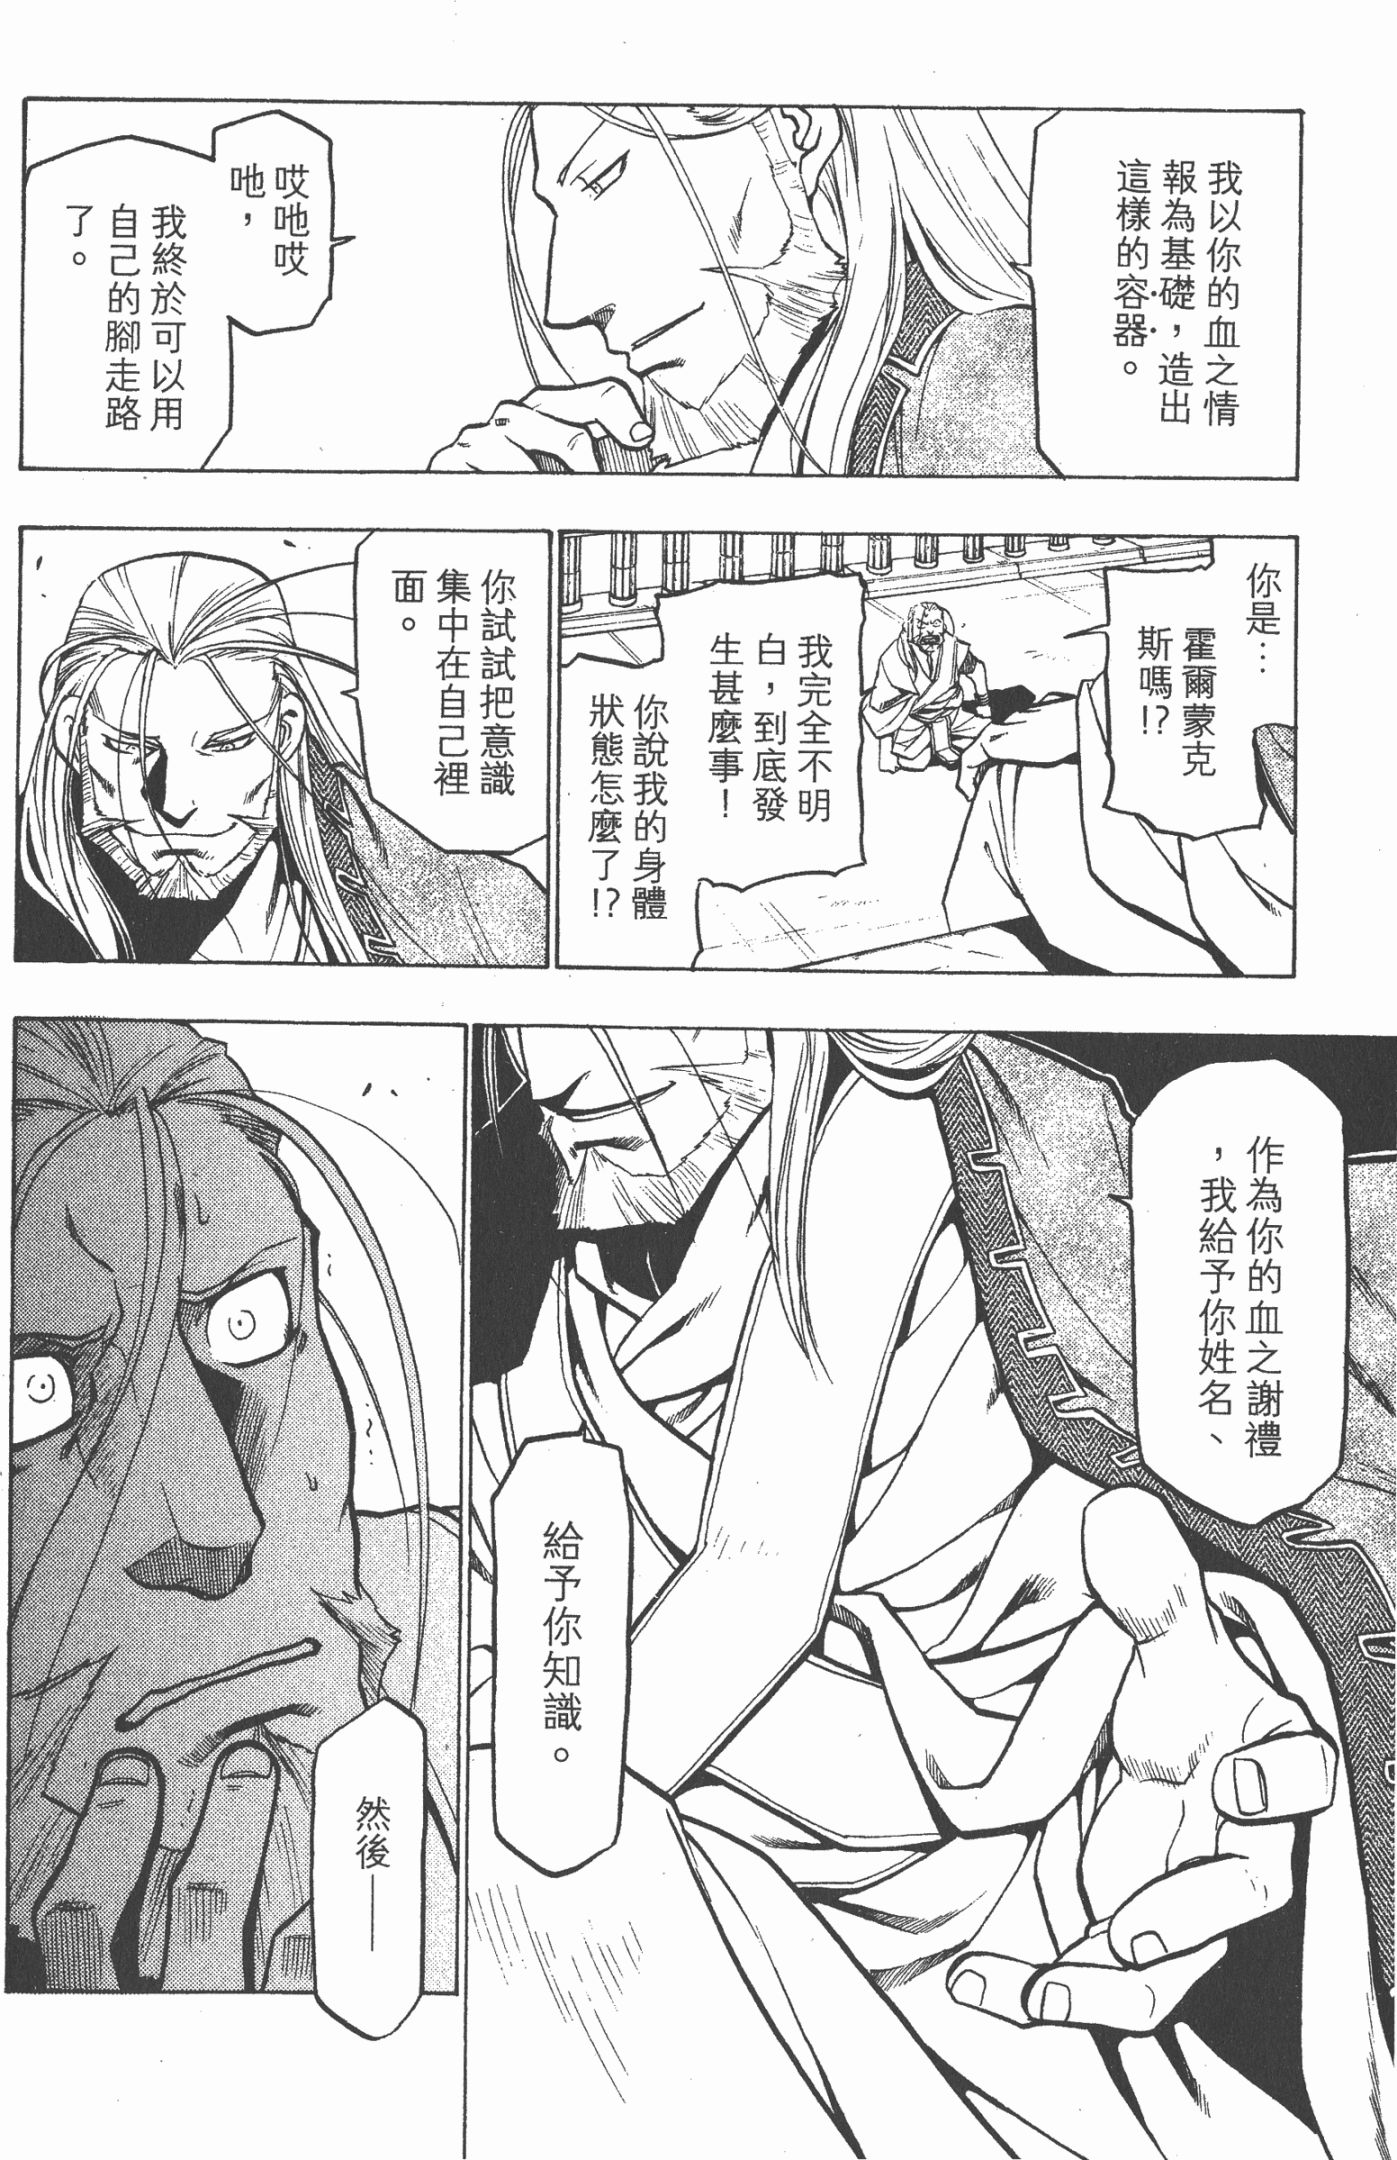 我以你的血之情
報為基礎，造出
這樣的容器。
哎吔哎
吔，
我終於可以用
自己的腳走路
了。
你是…
霍爾蒙克
斯嗎!?
我完全不明
白，到底發
生甚麼事！
你說我的身體
狀態怎麼了!?
你試試把意識
集中在自己裡
面。
作為你的血之謝禮
，我給予你姓名、
給予你知識。
然後——